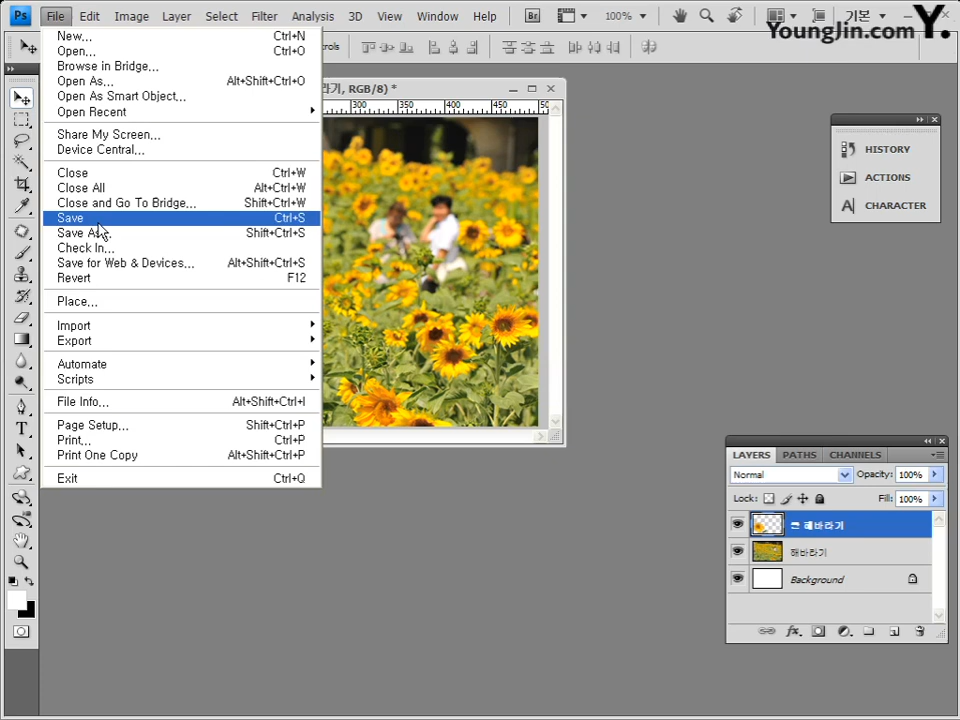 Ps File Edit Image Layer Select Filter Analysis 3D View Window Help Br 100% 기본
YoungJin.com Y.
New... Ctrl+N
Open... Ctrl+O
Browse in Bridge...
Open As... Alt+Shift+Ctrl+O
Open As Smart Object...
Open Recent
Share My Screen...
Device Central...
Close Ctrl+W
Close All Alt+Ctrl+W
Close and Go To Bridge... Shift+Ctrl+W
Save Ctrl+S
Save As... Shift+Ctrl+S
Check In...
Save for Web & Devices... Alt+Shift+Ctrl+S
Revert F12
Place...
Import
Export
Automate
Scripts
File Info... Alt+Shift+Ctrl+I
Page Setup... Shift+Ctrl+P
Print... Ctrl+P
Print One Copy Alt+Shift+Ctrl+P
Exit Ctrl+Q
라기, RGB/8) *
300 350 400 450 50
HISTORY
ACTIONS
CHARACTER
LAYERS PATHS CHANNELS
Normal Opacity: 100%
Lock: Fill: 100%
큰 해바라기
해바라기
Background